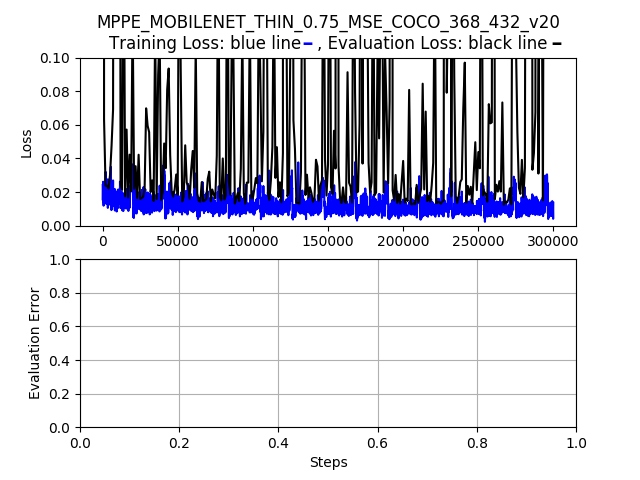 MPPE_MOBILENET_THIN_0.75_MSE_COCO_368_432_v20
Training Loss: blue line , Evaluation Loss: black line
0.10
0.08
0.06
0.04
0.02
0.00
Loss
0 50000 100000 150000 200000 250000 300000
1.0
0.8
0.6
0.4
0.2
0.0
Evaluation Error
0.0 0.2 0.4 0.6 0.8 1.0
Steps